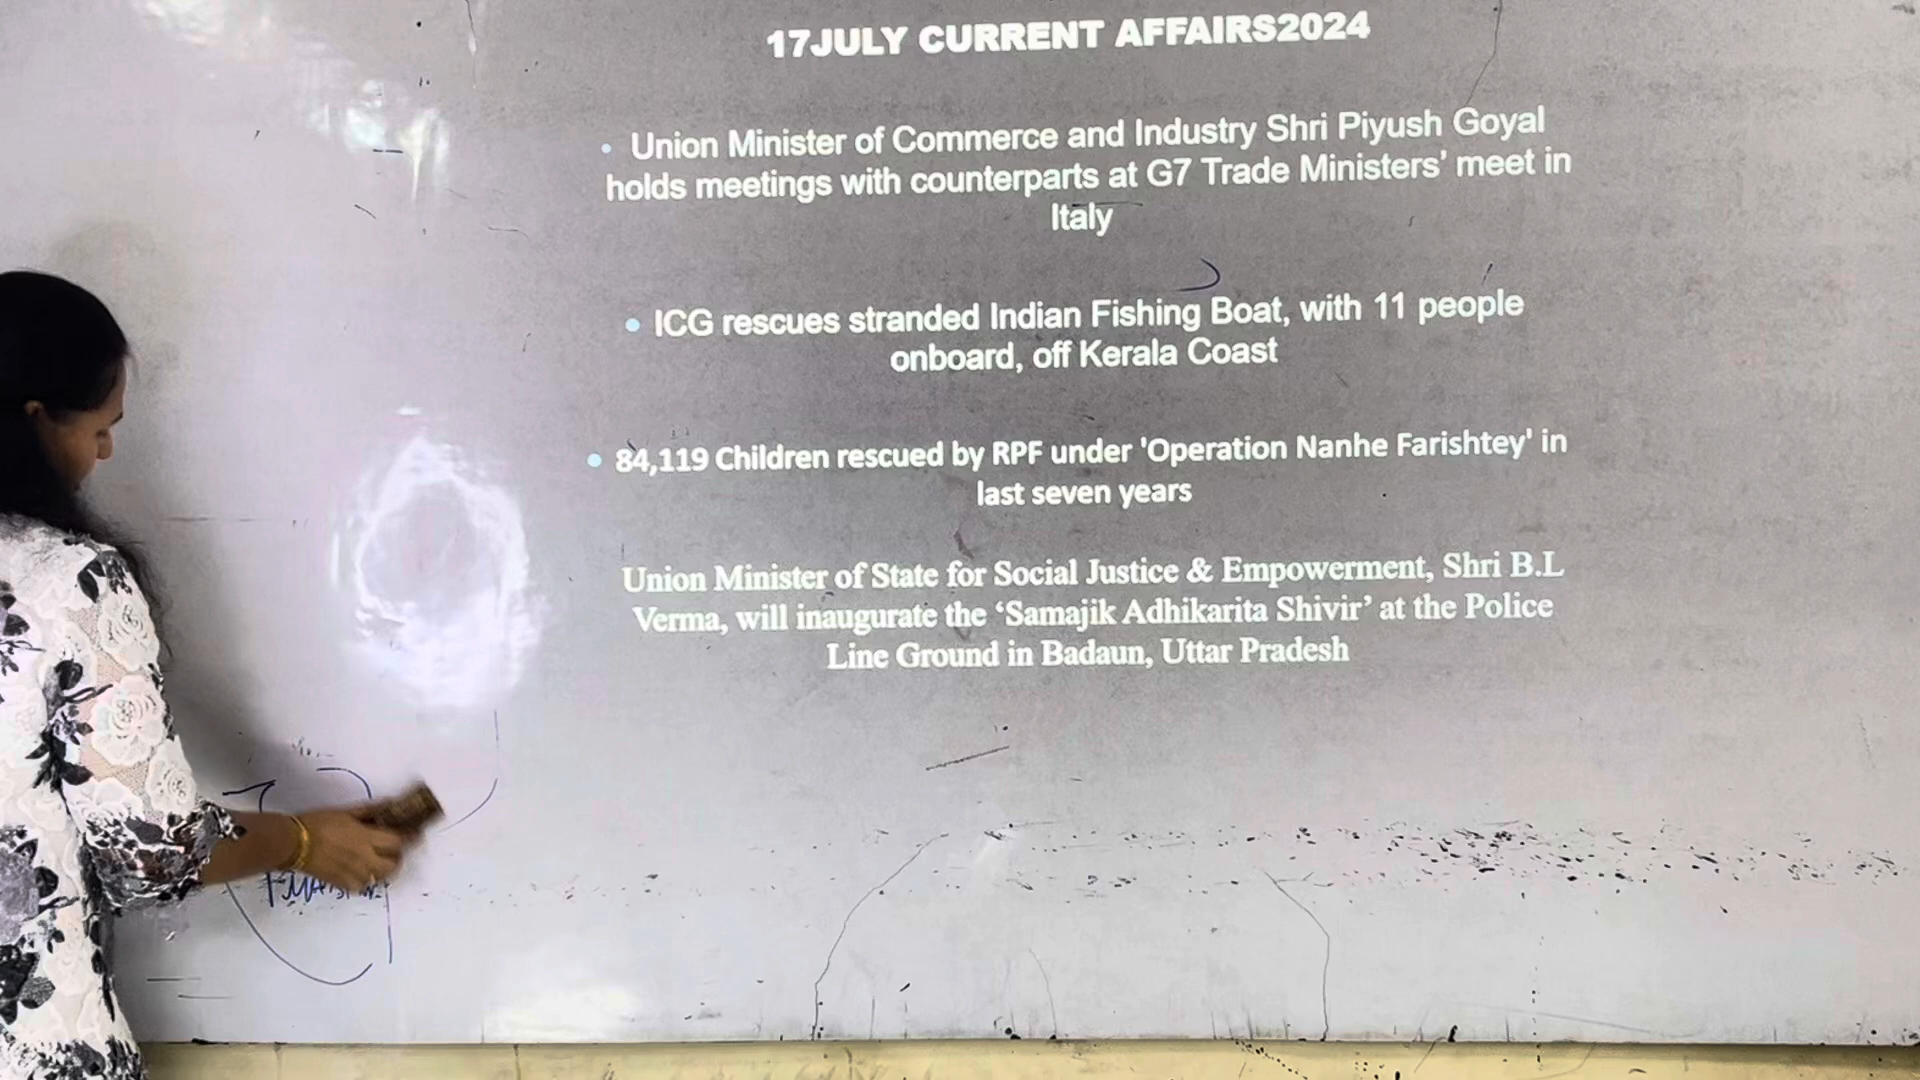 17JULY CURRENT AFFAIRS2024
• Union Minister of Commerce and Industry Shri Piyush Goyal
holds meetings with counterparts at G7 Trade Ministers' meet in
Italy
• ICG rescues stranded Indian Fishing Boat, with 11 people
onboard, off Kerala Coast
• 84,119 Children rescued by RPF under 'Operation Nanhe Farishtey' in
last seven years
Union Minister of State for Social Justice & Empowerment, Shri B.L
Verma, will inaugurate the ‘Samajik Adhikarita Shivir’ at the Police
Line Ground in Badaun, Uttar Pradesh